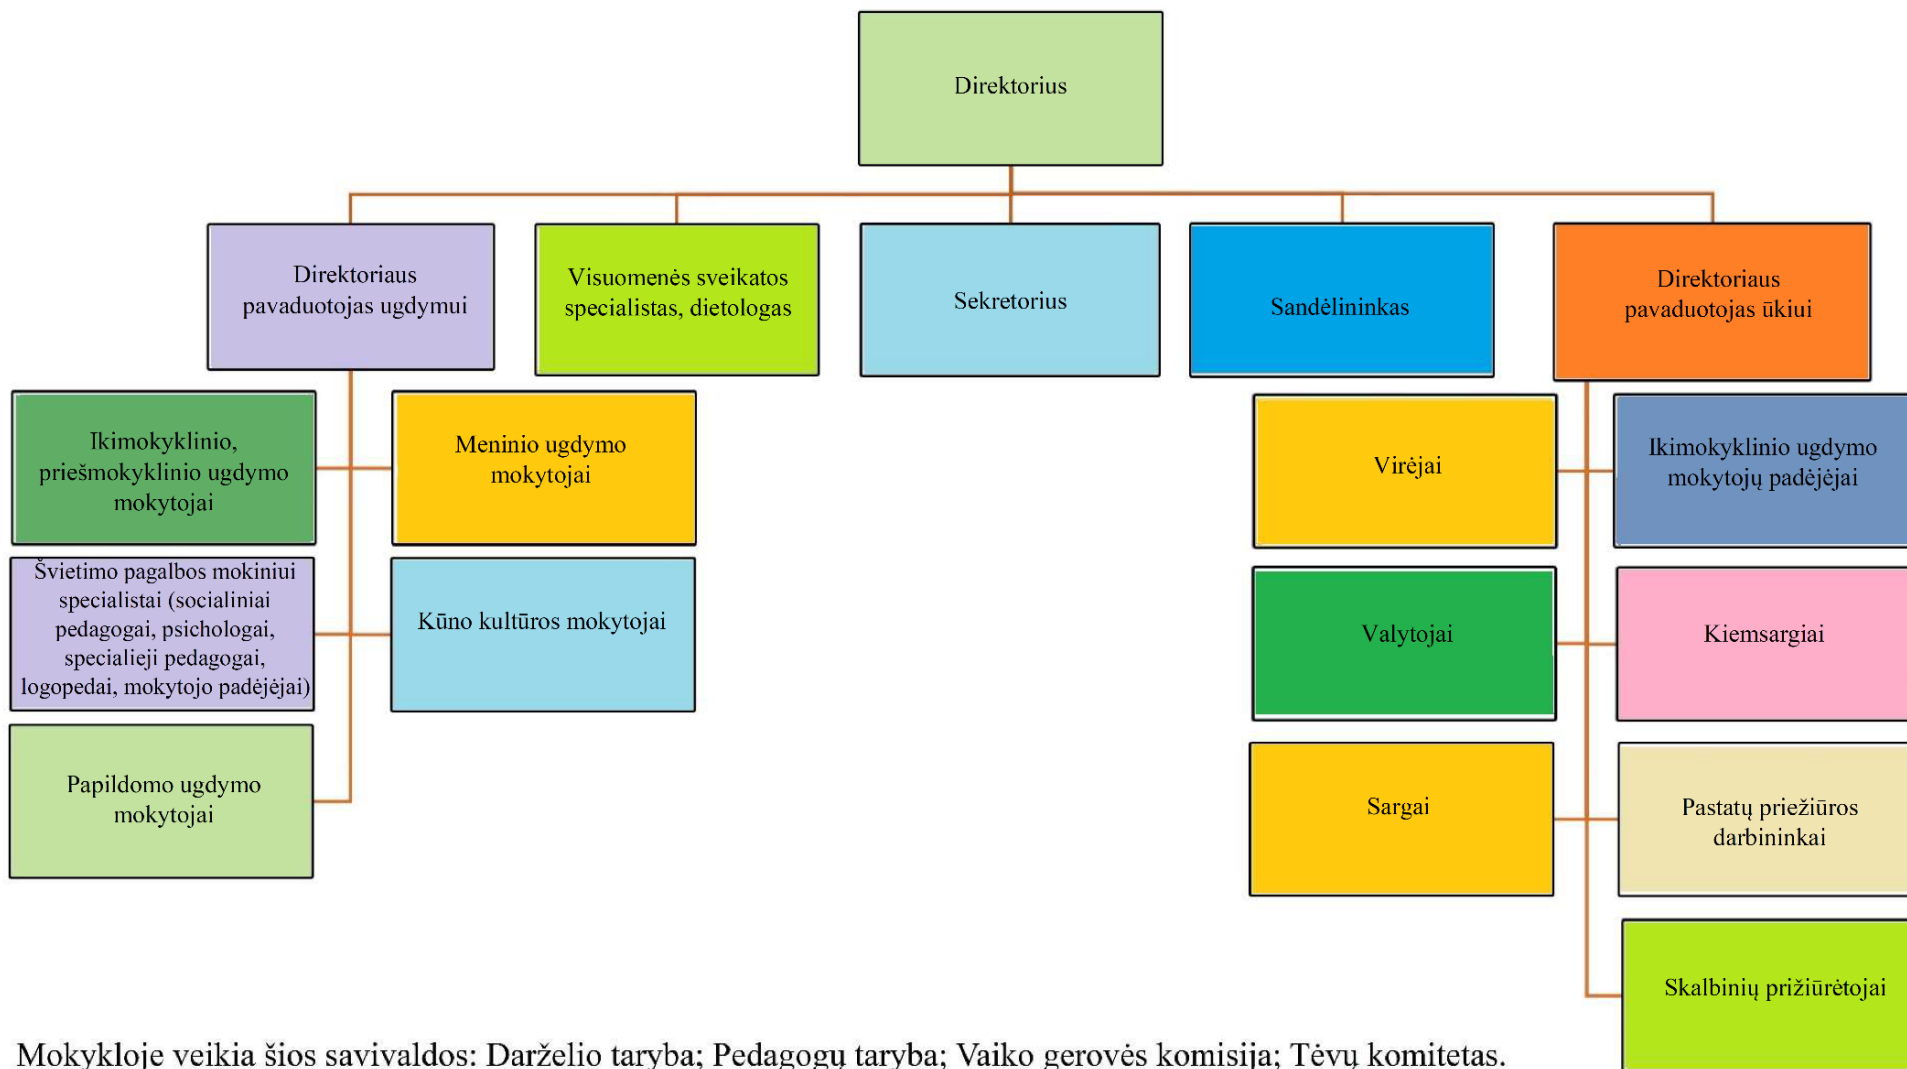 Direktorius
Direktoriaus
pavaduotojas ugdymui
Visuomenės sveikatos
specialistas, dietologas
Sekretorius
Sandėlininkas
Direktoriaus
pavaduotojas ūkiui
Ikimokyklinio,
priešmokyklinio ugdymo
mokytojai
Meninio ugdymo
mokytojai
Virėjai
Ikimokyklinio ugdymo
mokytojų padėjėjai
Švietimo pagalbos mokiniui
specialistai (socialiniai
pedagogai, psichologai,
specialieji pedagogai,
logopedai, mokytojo padėjėjai)
Kūno kultūros mokytojai
Valytojai
Kiemsargiai
Papildomo ugdymo
mokytojai
Sargai
Pastatų priežiūros
darbininkai
Skalbinių prižiūrėtojai
Mokykloje veikia šios savivaldos: Darželio taryba; Pedagogų taryba; Vaiko gerovės komisija; Tėvų komitetas.